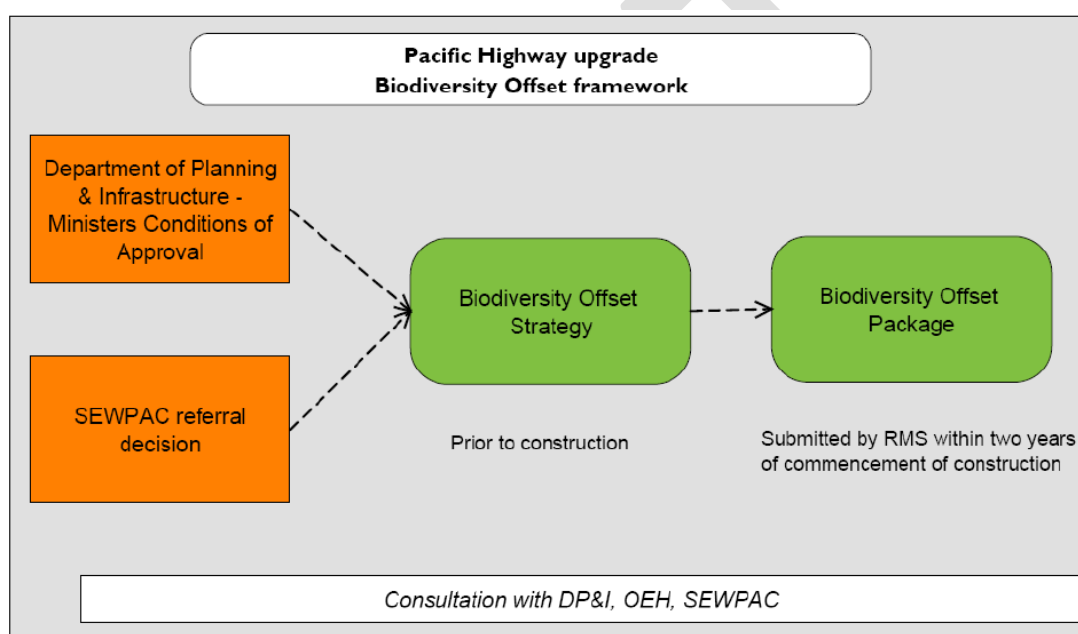 Pacific Highway upgrade
Biodiversity Offset framework
Department of Planning
& Infrastructure -
Ministers Conditions of
Approval
SEWPAC referral
decision
Biodiversity Offset
Strategy
Prior to construction
Biodiversity Offset
Package
Submitted by RMS within two years
of commencement of construction
Consultation with DP&I, OEH, SEWPAC